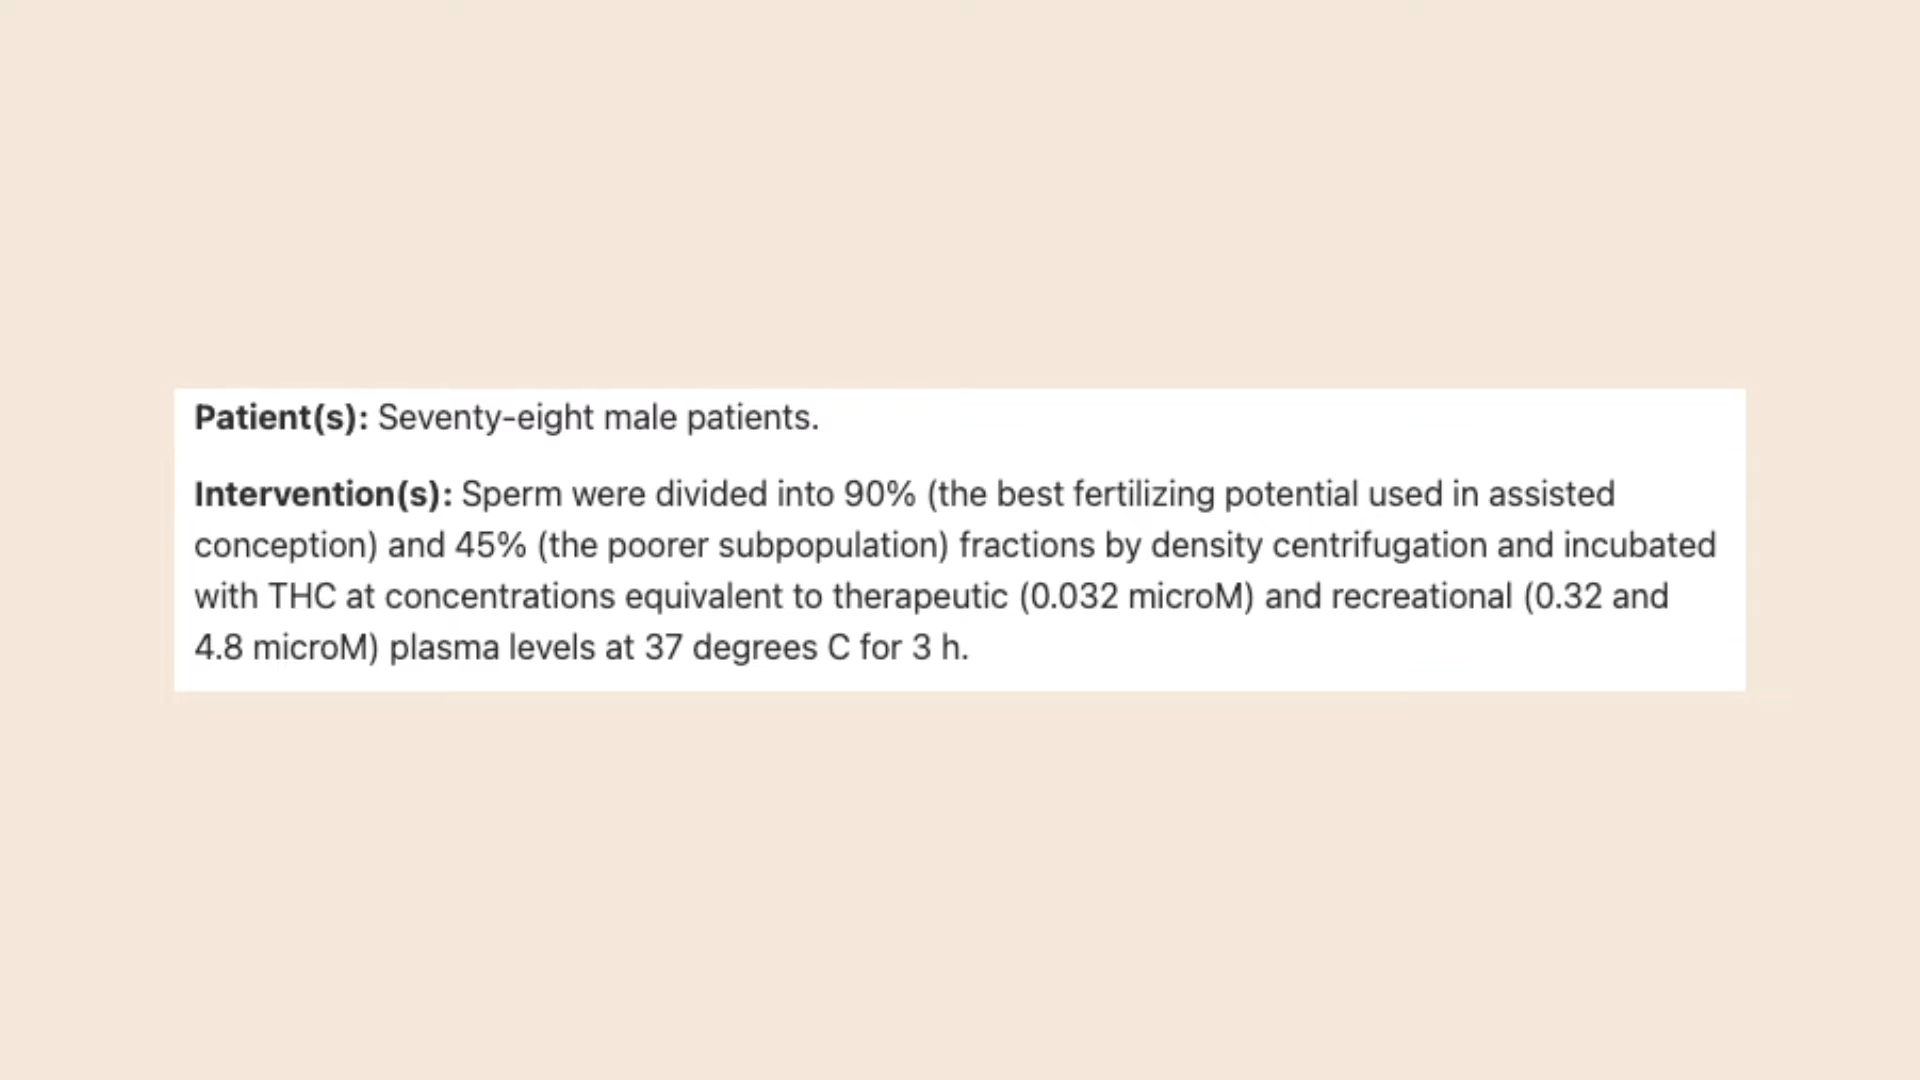 Patient(s): Seventy-eight male patients.
Intervention(s): Sperm were divided into 90% (the best fertilizing potential used in assisted
conception) and 45% (the poorer subpopulation) fractions by density centrifugation and incubated
with THC at concentrations equivalent to therapeutic (0.032 microM) and recreational (0.32 and
4.8 microM) plasma levels at 37 degrees C for 3 h.